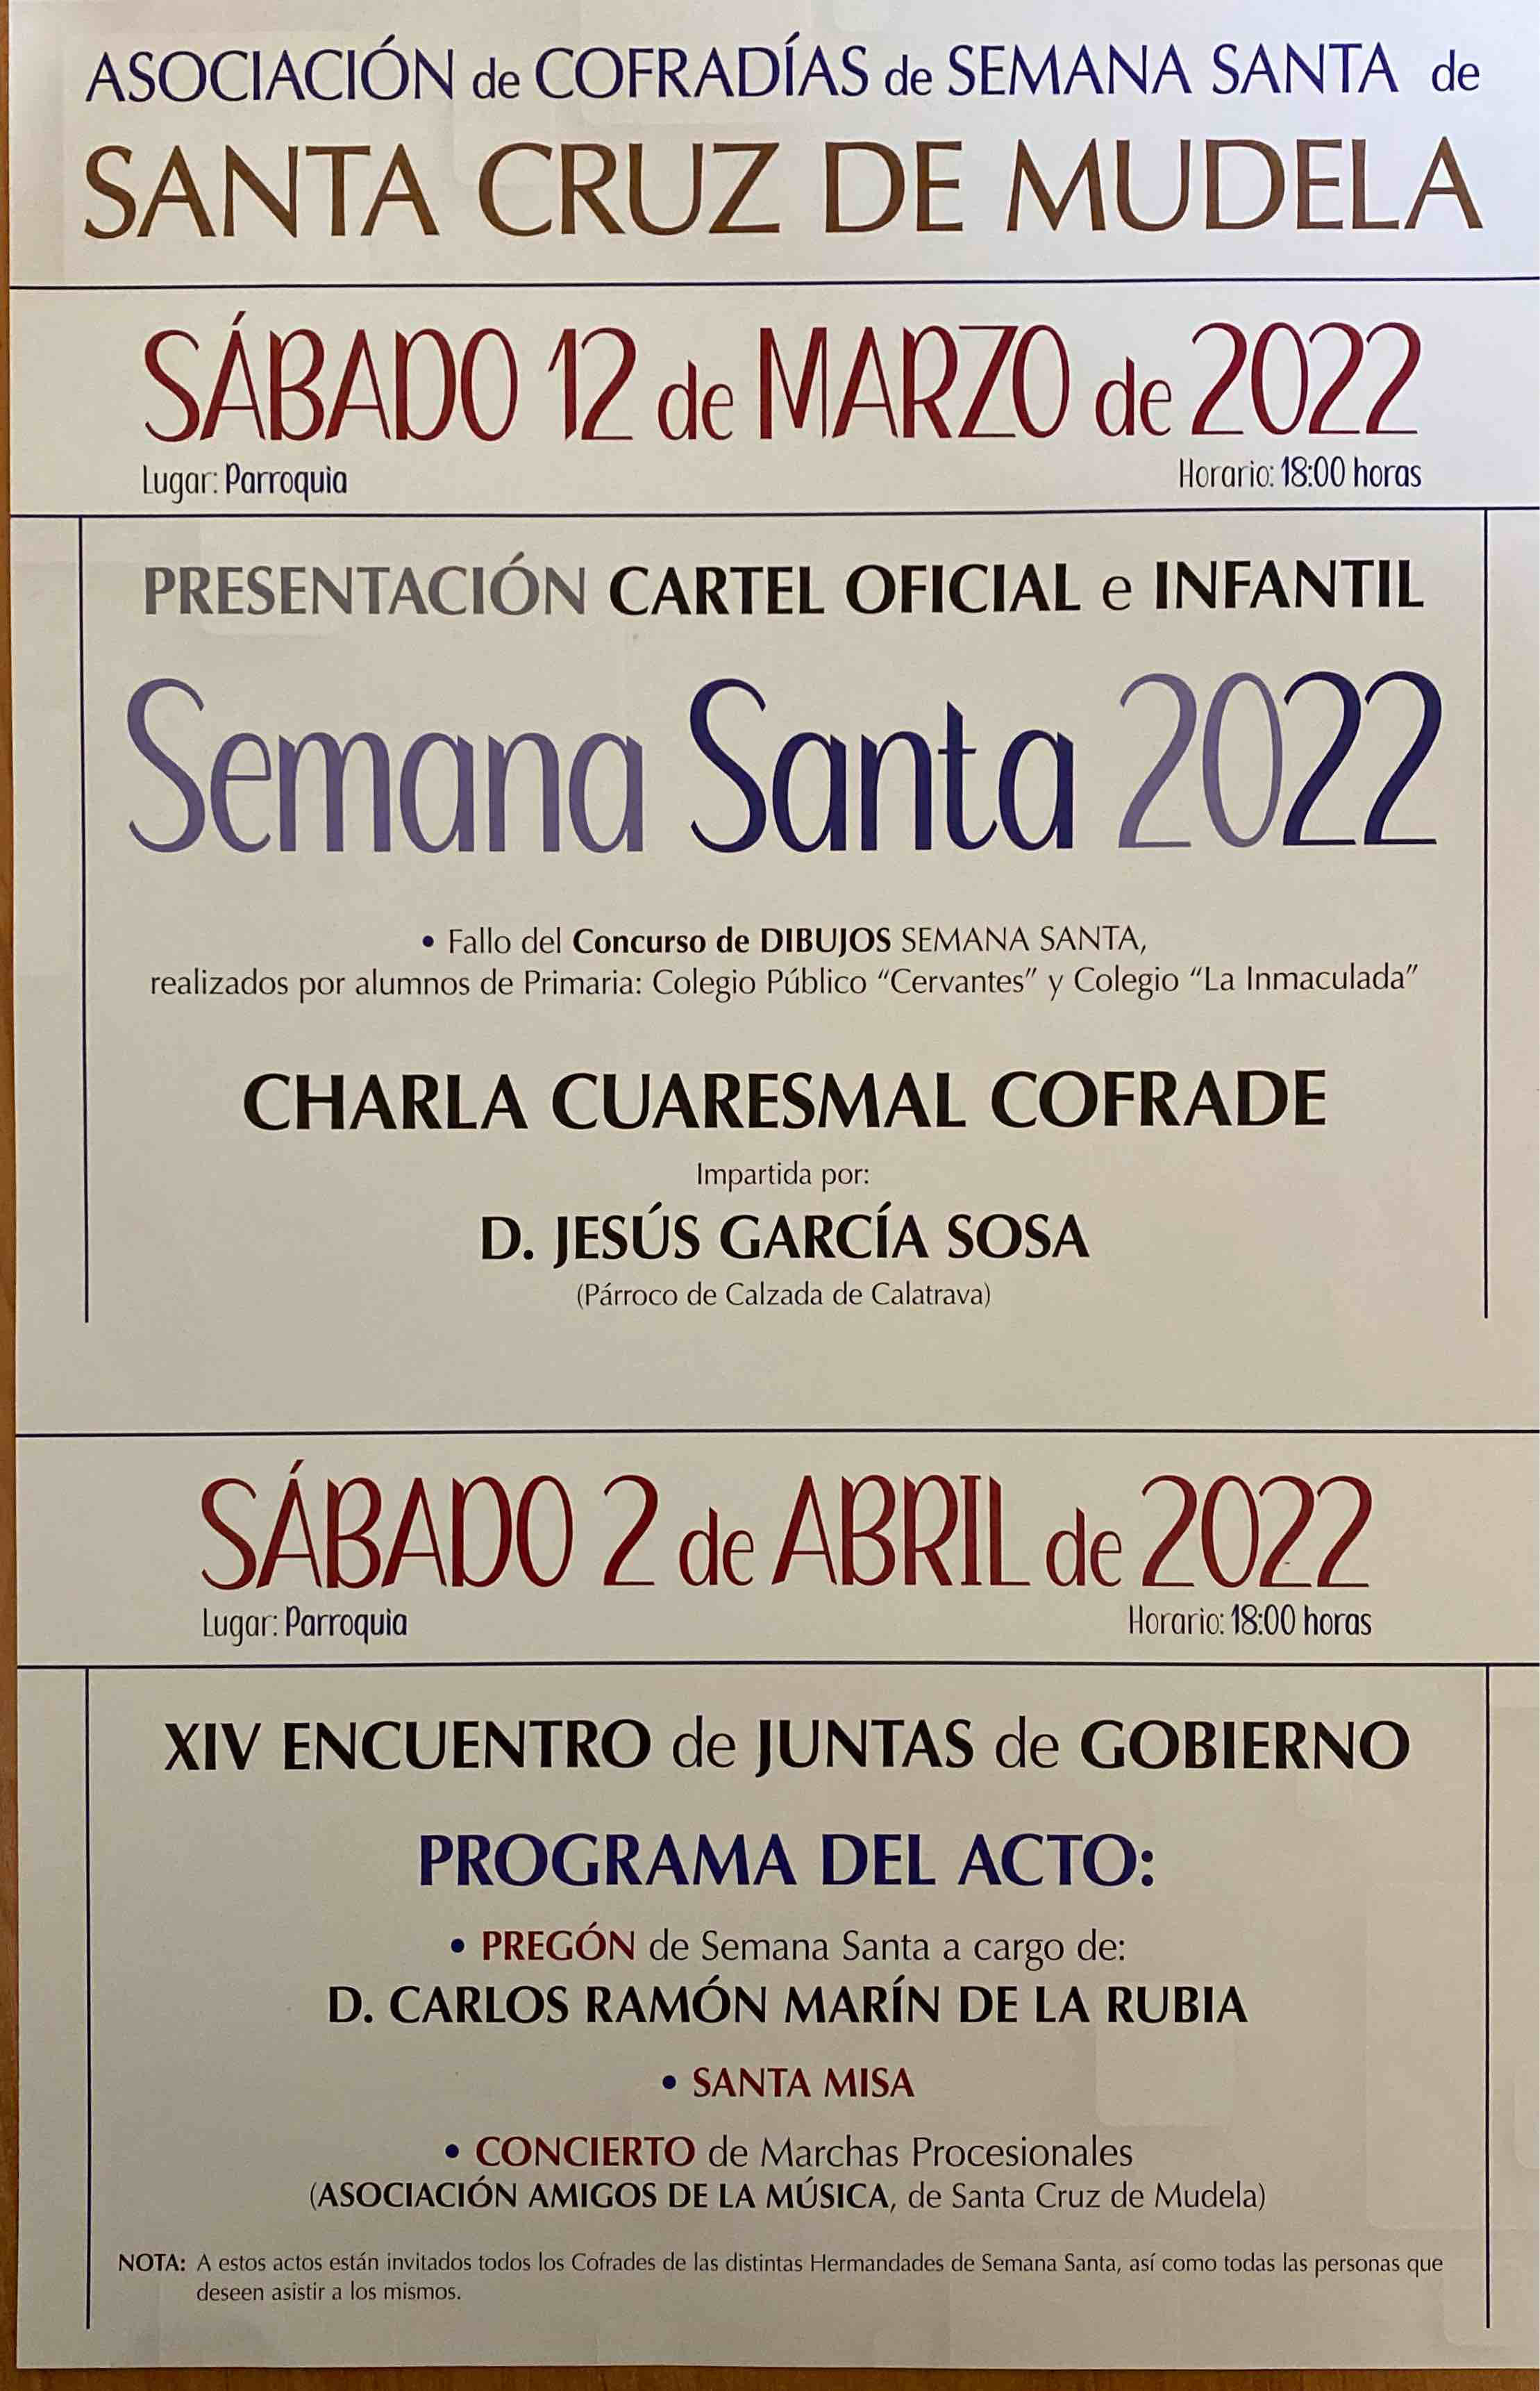 ASOCIACIÓN de COFRADÍAS de SEMANA SANTA de
SANTA CRUZ DE MUDELA
SÁBADO 12 de MARZO de 2022
Lugar: Parroquia Horario: 18:00 horas
PRESENTACIÓN CARTEL OFICIAL e INFANTIL
Semana Santa 2022
• Fallo del Concurso de DIBUJOS SEMANA SANTA,
realizados por alumnos de Primaria: Colegio Público “Cervantes” y Colegio “La Inmaculada”
CHARLA CUARESMAL COFRADE
Impartida por:
D. JESÚS GARCÍA SOSA
(Párroco de Calzada de Calatrava)
SÁBADO 2 de ABRIL de 2022
Lugar: Parroquia Horario: 18:00 horas
XIV ENCUENTRO de JUNTAS de GOBIERNO
PROGRAMA DEL ACTO:
• PREGÓN de Semana Santa a cargo de:
D. CARLOS RAMÓN MARÍN DE LA RUBIA
• SANTA MISA
• CONCIERTO de Marchas Procesionales
(ASOCIACIÓN AMIGOS DE LA MÚSICA, de Santa Cruz de Mudela)
NOTA: A estos actos están invitados todos los Cofrades de las distintas Hermandades de Semana Santa, así como todas las personas que
deseen asistir a los mismos.